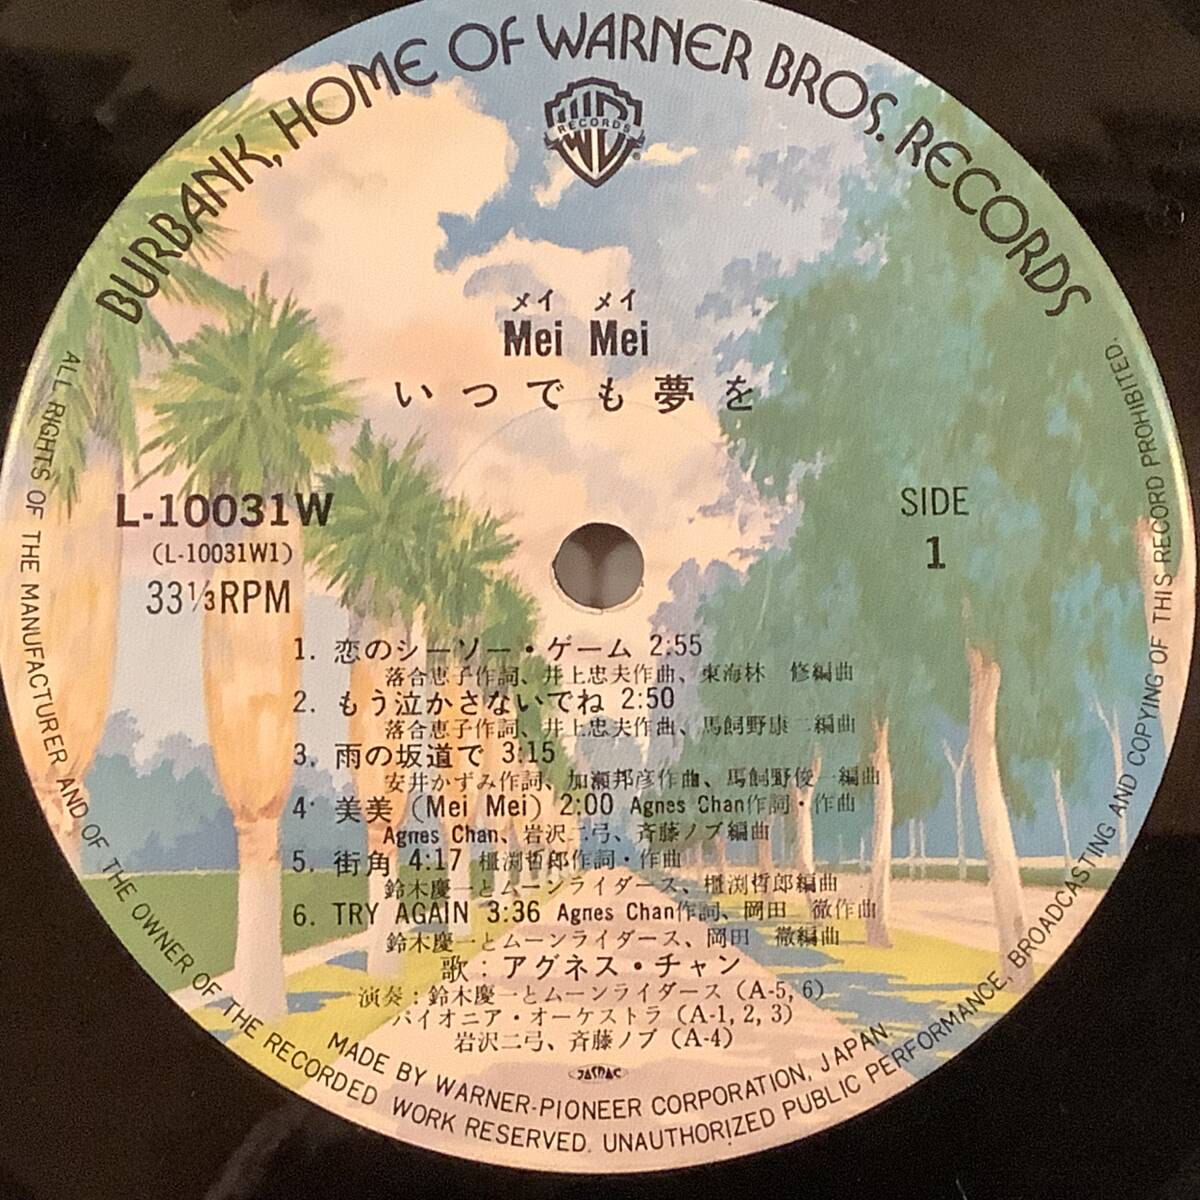 BURBANK, HOME OF WARNER BROS. RECORDS
W
RECORDS
®
メイ メイ
Mei Mei
いつでも夢を
L-10031W
(L-10031W1)
33 1/3 RPM
SIDE
1
1. 恋のシーソー・ゲーム 2:55
落合恵子作詞、井上忠夫作曲、東海林 修編曲
2. もう泣かさないでね 2:50
落合恵子作詞、井上忠夫作曲、馬飼野康二編曲
3. 雨の坂道で 3:15
安井かずみ作詞、加瀬邦彦作曲、馬飼野俊一編曲
4 美美 (Mei Mei) 2:00 Agnes Chan作詞・作曲
Agnes Chan、岩沢二弓、斉藤ノブ編曲
5. 街角 4:17 橿渕哲郎作詞・作曲
鈴木慶一とムーンライダース、橿渕哲郎編曲
6. TRY AGAIN 3:36 Agnes Chan作詞、岡田 徹作曲
鈴木慶一とムーンライダース、岡田 徹編曲
歌：アグネス・チャン
演奏：鈴木慶一とムーンライダース (A-5, 6)
パイオニア・オーケストラ (A-1, 2, 3)
岩沢二弓、斉藤ノブ (A-4)
JASRAC
MADE BY WARNER-PIONEER CORPORATION, JAPAN.
ALL RIGHTS OF THE MANUFACTURER AND OF THE OWNER OF THE RECORDED WORK RESERVED. UNAUTHORIZED PUBLIC PERFORMANCE, BROADCASTING AND COPYING OF THIS RECORD PROHIBITED.